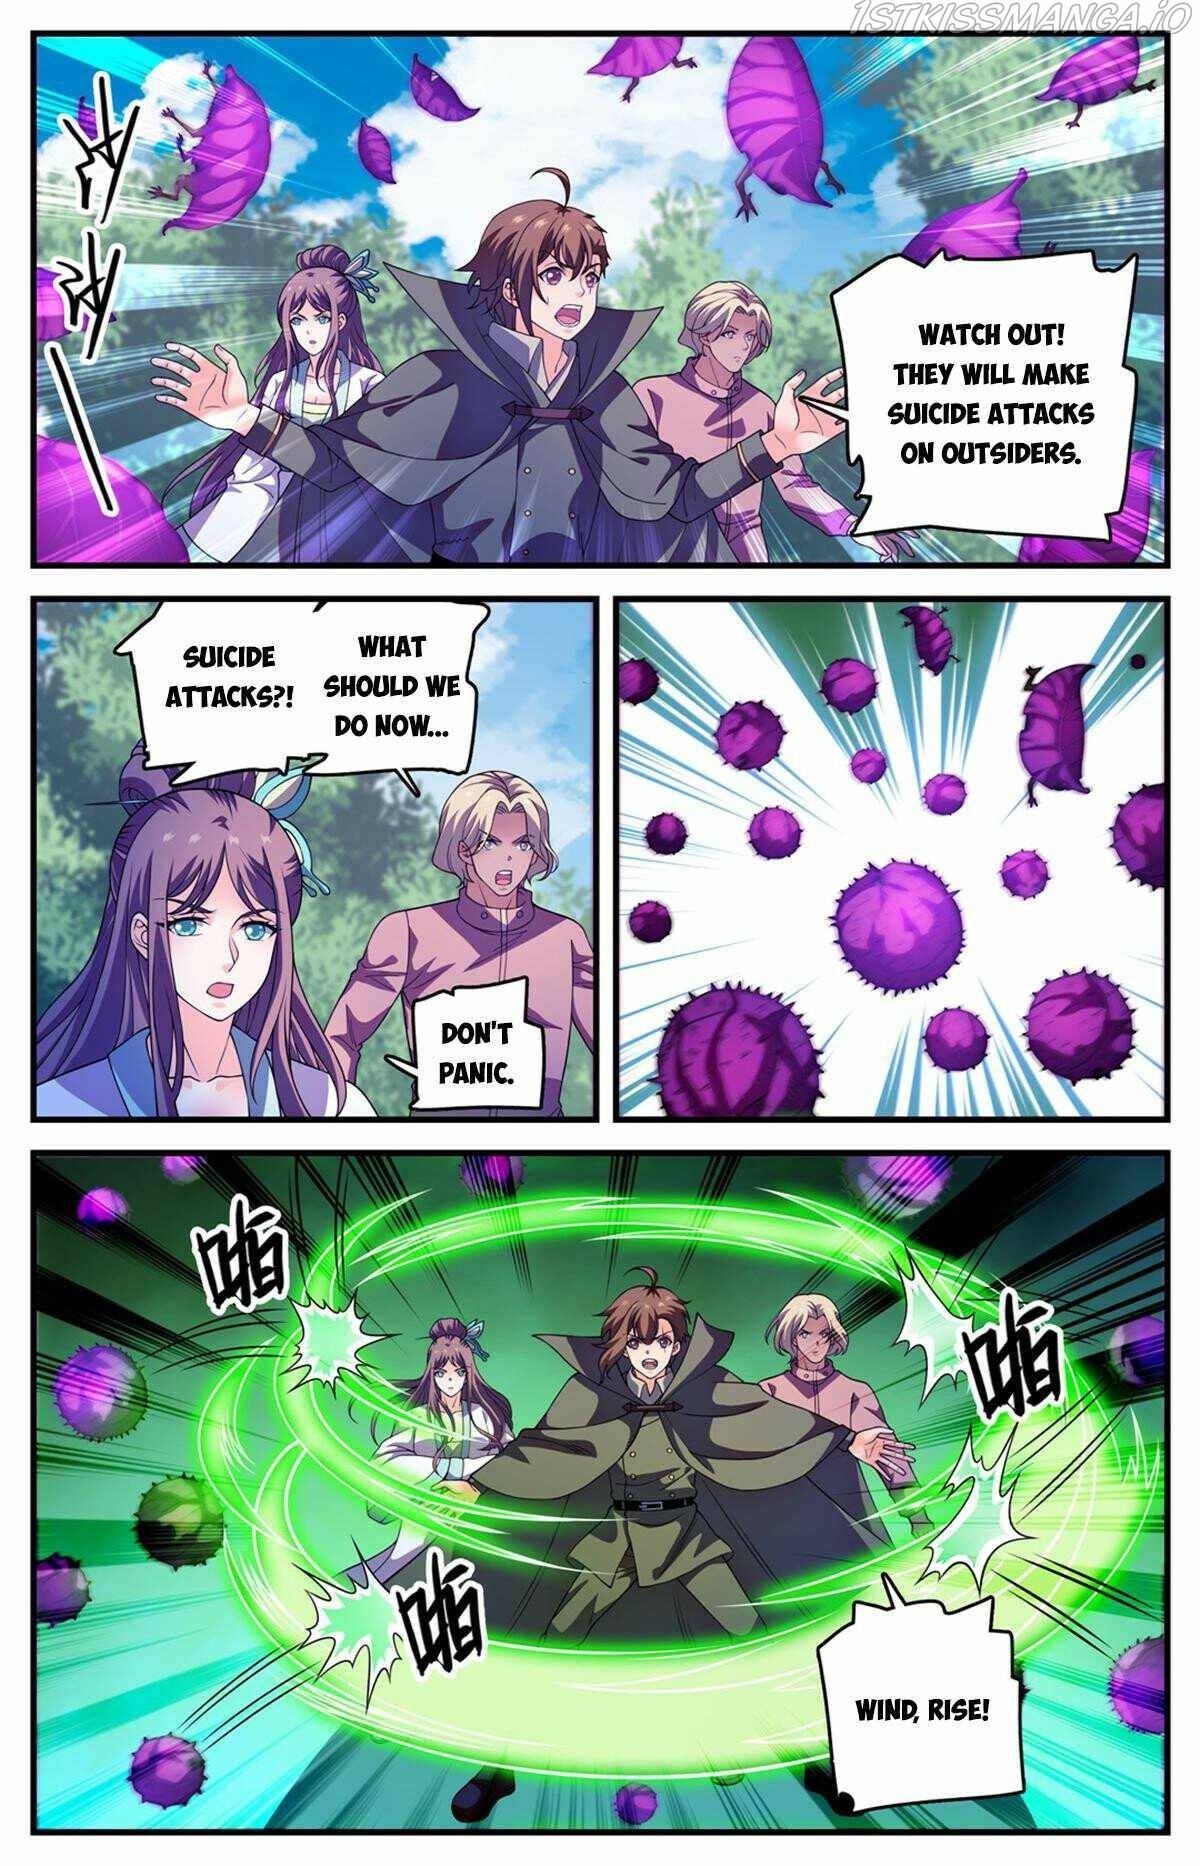 1STKISSMANGA.iO
WATCH OUT!
THEY WILL MAKE
SUICIDE ATTACKS
ON OUTSIDERS.
SUICIDE
ATTACKS?!
WHAT
SHOULD WE
DO NOW...
DON'T
PANIC.
啪
啪
啪
WIND, RISE!